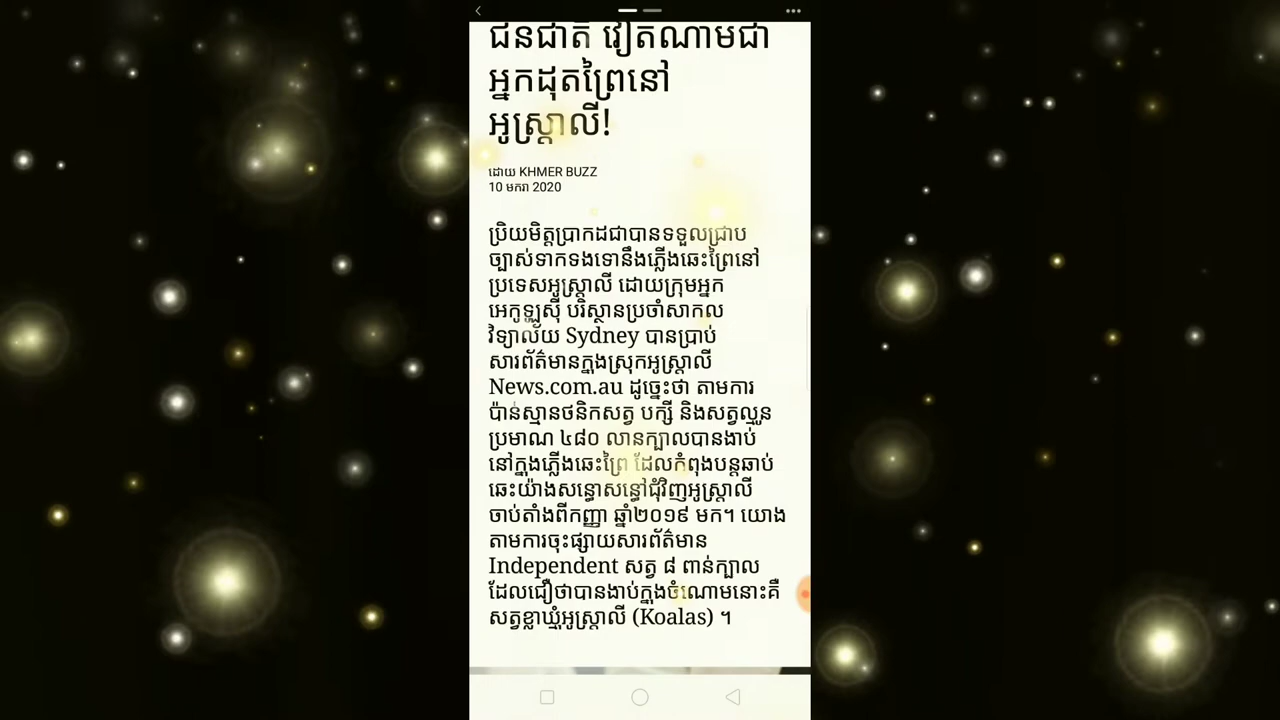 ជនជាតិ វៀតណាមជា
អ្នកដុតព្រៃនៅ
អូស្ត្រាលី!
ដោយ KHMER BUZZ
10 មករា 2020
ប្រិយមិត្តប្រាកដជាបានទទួលជ្រាប
ច្បាស់ទាកទងទោនឹងភ្លើងឆេះព្រៃនៅ
ប្រទេសអូស្ត្រាលី ដោយក្រុមអ្នក
អេកូឡូស៊ី បរិស្ថានប្រចាំសាកល
វិទ្យាល័យ Sydney បានប្រាប់
សារព័ត៌មានក្នុងស្រុកអូស្ត្រាលី
News.com.au ដូច្នេះថា តាមការ
ប៉ាន់ស្មានថនិកសត្វ បក្សី និងសត្វល្មូន
ប្រមាណ ៤៨០ លានក្បាលបានងាប់
នៅក្នុងភ្លើងឆេះព្រៃ ដែលកំពុងបន្តឆាប់
ឆេះយ៉ាងសន្ធោសន្ធៅជុំវិញអូស្ត្រាលី
ចាប់តាំងពីកញ្ញា ឆ្នាំ២០១៩ មក។ យោង
តាមការចុះផ្សាយសារព័ត៌មាន
Independent សត្វ ៨ ពាន់ក្បាល
ដែលជឿថាបានងាប់ក្នុងចំណោមនោះគឺ
សត្វខ្លាឃ្មុំអូស្ត្រាលី (Koalas) ។